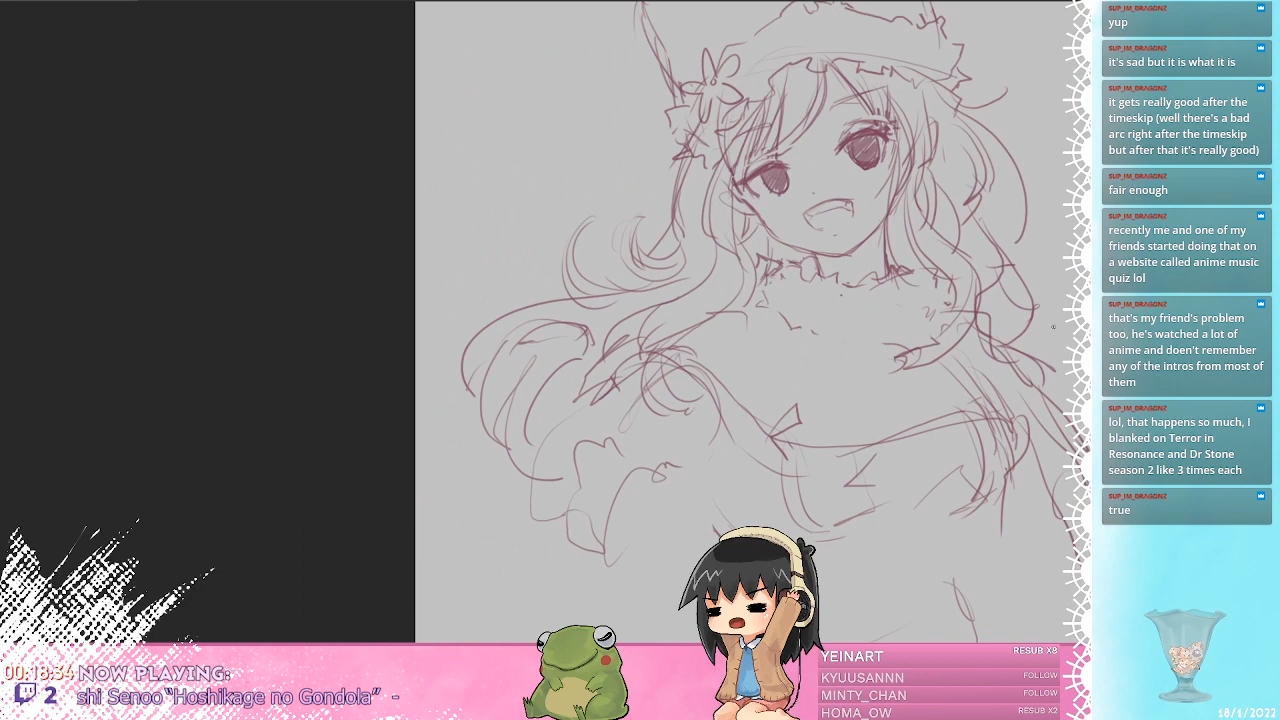 SUP_IM_DRAGONZ
yup
SUP_IM_DRAGONZ
it's sad but it is what it is
SUP_IM_DRAGONZ
it gets really good after the
timeskip (well there's a bad
arc right after the timeskip
but after that it's really good)
SUP_IM_DRAGONZ
fair enough
SUP_IM_DRAGONZ
recently me and one of my
friends started doing that on
a website called anime music
quiz lol
SUP_IM_DRAGONZ
that's my friend's problem
too, he's watched a lot of
anime and doen't remember
any of the intros from most of
them
SUP_IM_DRAGONZ
lol, that happens so much, I
blanked on Terror in
Resonance and Dr Stone
season 2 like 3 times each
SUP_IM_DRAGONZ
true
00:18:34 NOW PLAYING:
2 shi Senoo "Hoshikage no Gondola" -
YEINART RESUB X8
KYUUSANNN FOLLOW
MINTY_CHAN FOLLOW
HOMA_OW RESUB X2
18/1/2022